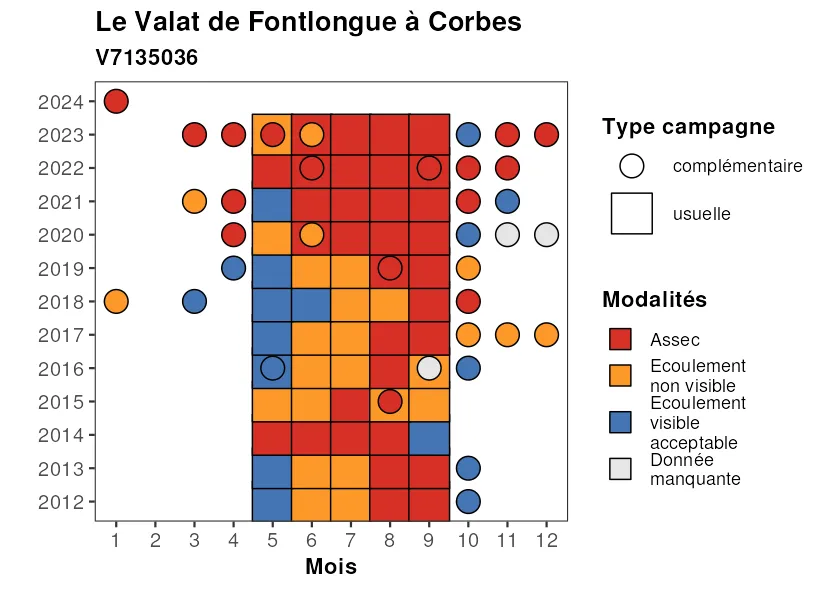 Le Valat de Fontlongue à Corbes
V7135036
2024
2023
2022
2021
2020
2019
2018
2017
2016
2015
2014
2013
2012
1 2 3 4 5 6 7 8 9 10 11 12
Mois
Type campagne
complémentaire
usuelle
Modalités
Assec
Ecoulement
non visible
Ecoulement
visible
acceptable
Donnée
manquante